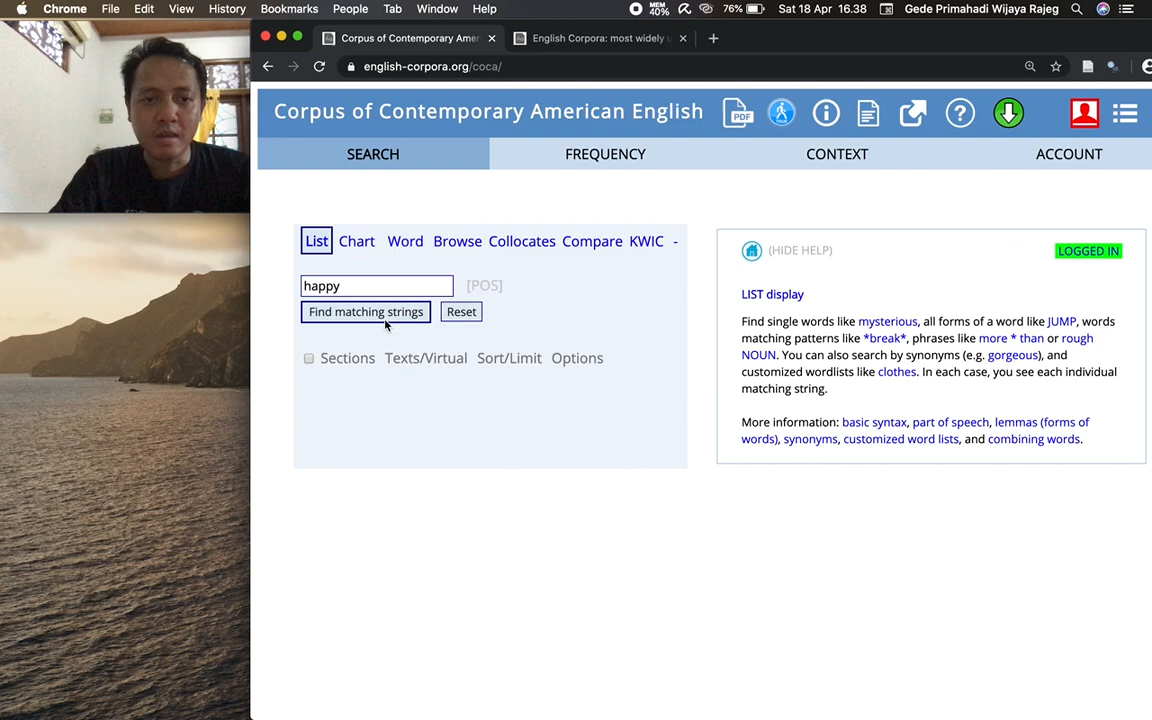 Chrome File Edit View History Bookmarks People Tab Window Help MEM 40% 76% Sat 18 Apr 16.38 Gede Primahadi Wijaya Rajeg
Corpus of Contemporary Amer English Corpora: most widely u
english-corpora.org/coca/
Corpus of Contemporary American English PDF
SEARCH FREQUENCY CONTEXT ACCOUNT
List Chart Word Browse Collocates Compare KWIC -
happy [POS]
Find matching strings Reset
Sections Texts/Virtual Sort/Limit Options
(HIDE HELP) LOGGED IN
LIST display
Find single words like mysterious, all forms of a word like JUMP, words
matching patterns like *break*, phrases like more * than or rough
NOUN. You can also search by synonyms (e.g. gorgeous), and
customized wordlists like clothes. In each case, you see each individual
matching string.
More information: basic syntax, part of speech, lemmas (forms of
words), synonyms, customized word lists, and combining words.